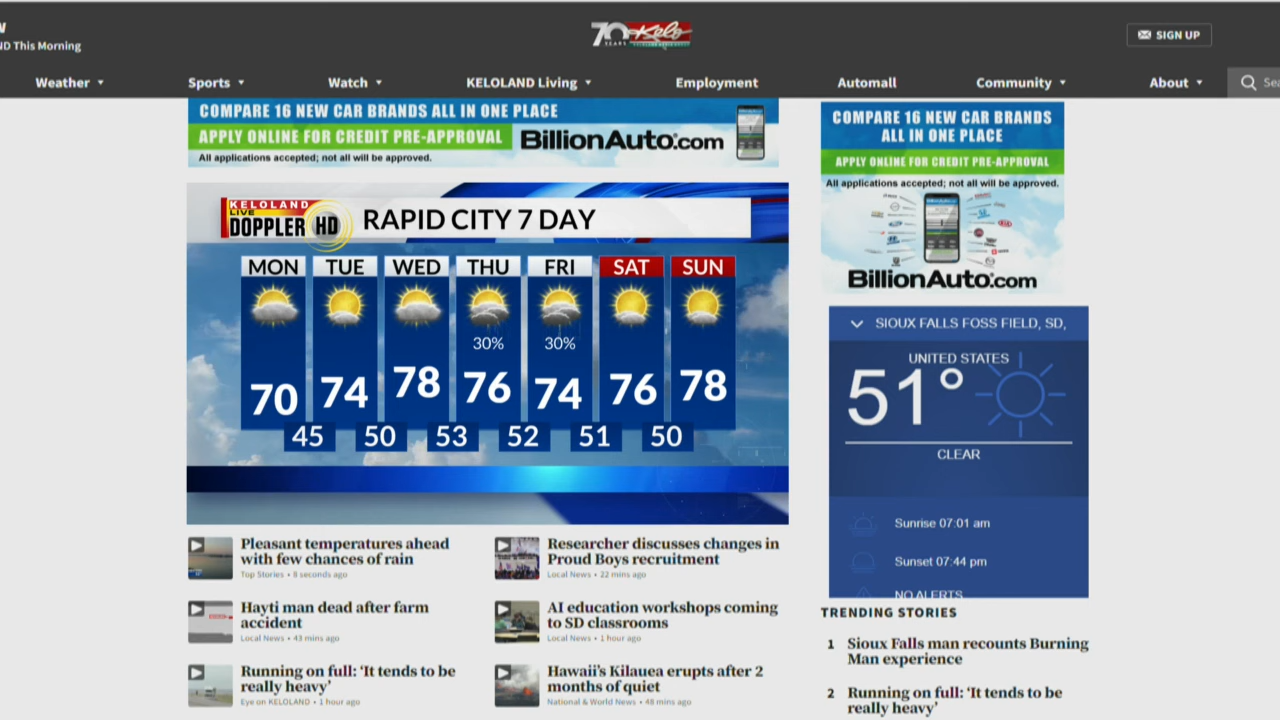 W
ND This Morning
70 YEARS Kelo
SIGN UP
Weather
Sports
Watch
KELOLAND Living
Employment
Automall
Community
About
Sea
COMPARE 16 NEW CAR BRANDS ALL IN ONE PLACE
APPLY ONLINE FOR CREDIT PRE-APPROVAL
BillionAuto.com
All applications accepted; not all will be approved.
COMPARE 16 NEW CAR BRANDS
ALL IN ONE PLACE
APPLY ONLINE FOR CREDIT PRE-APPROVAL
All applications accepted; not all will be approved.
BillionAuto.com
KELOLAND
LIVE
DOPPLER HD
RAPID CITY 7 DAY
MON TUE WED THU FRI SAT SUN
30% 30%
70 74 78 76 74 76 78
45 50 53 52 51 50
SIOUX FALLS FOSS FIELD, SD,
UNITED STATES
51°
CLEAR
Sunrise 07:01 am
Sunset 07:44 pm
NO ALERTS
Pleasant temperatures ahead
with few chances of rain
Top Stories • 8 seconds ago
Researcher discusses changes in
Proud Boys recruitment
Local News • 22 mins ago
Hayti man dead after farm
accident
Local News • 43 mins ago
AI education workshops coming
to SD classrooms
Local News • 1 hour ago
Running on full: ‘It tends to be
really heavy’
Eye on KELOLAND • 1 hour ago
Hawaii’s Kilauea erupts after 2
months of quiet
National & World News • 48 mins ago
TRENDING STORIES
1 Sioux Falls man recounts Burning
Man experience
2 Running on full: ‘It tends to be
really heavy’